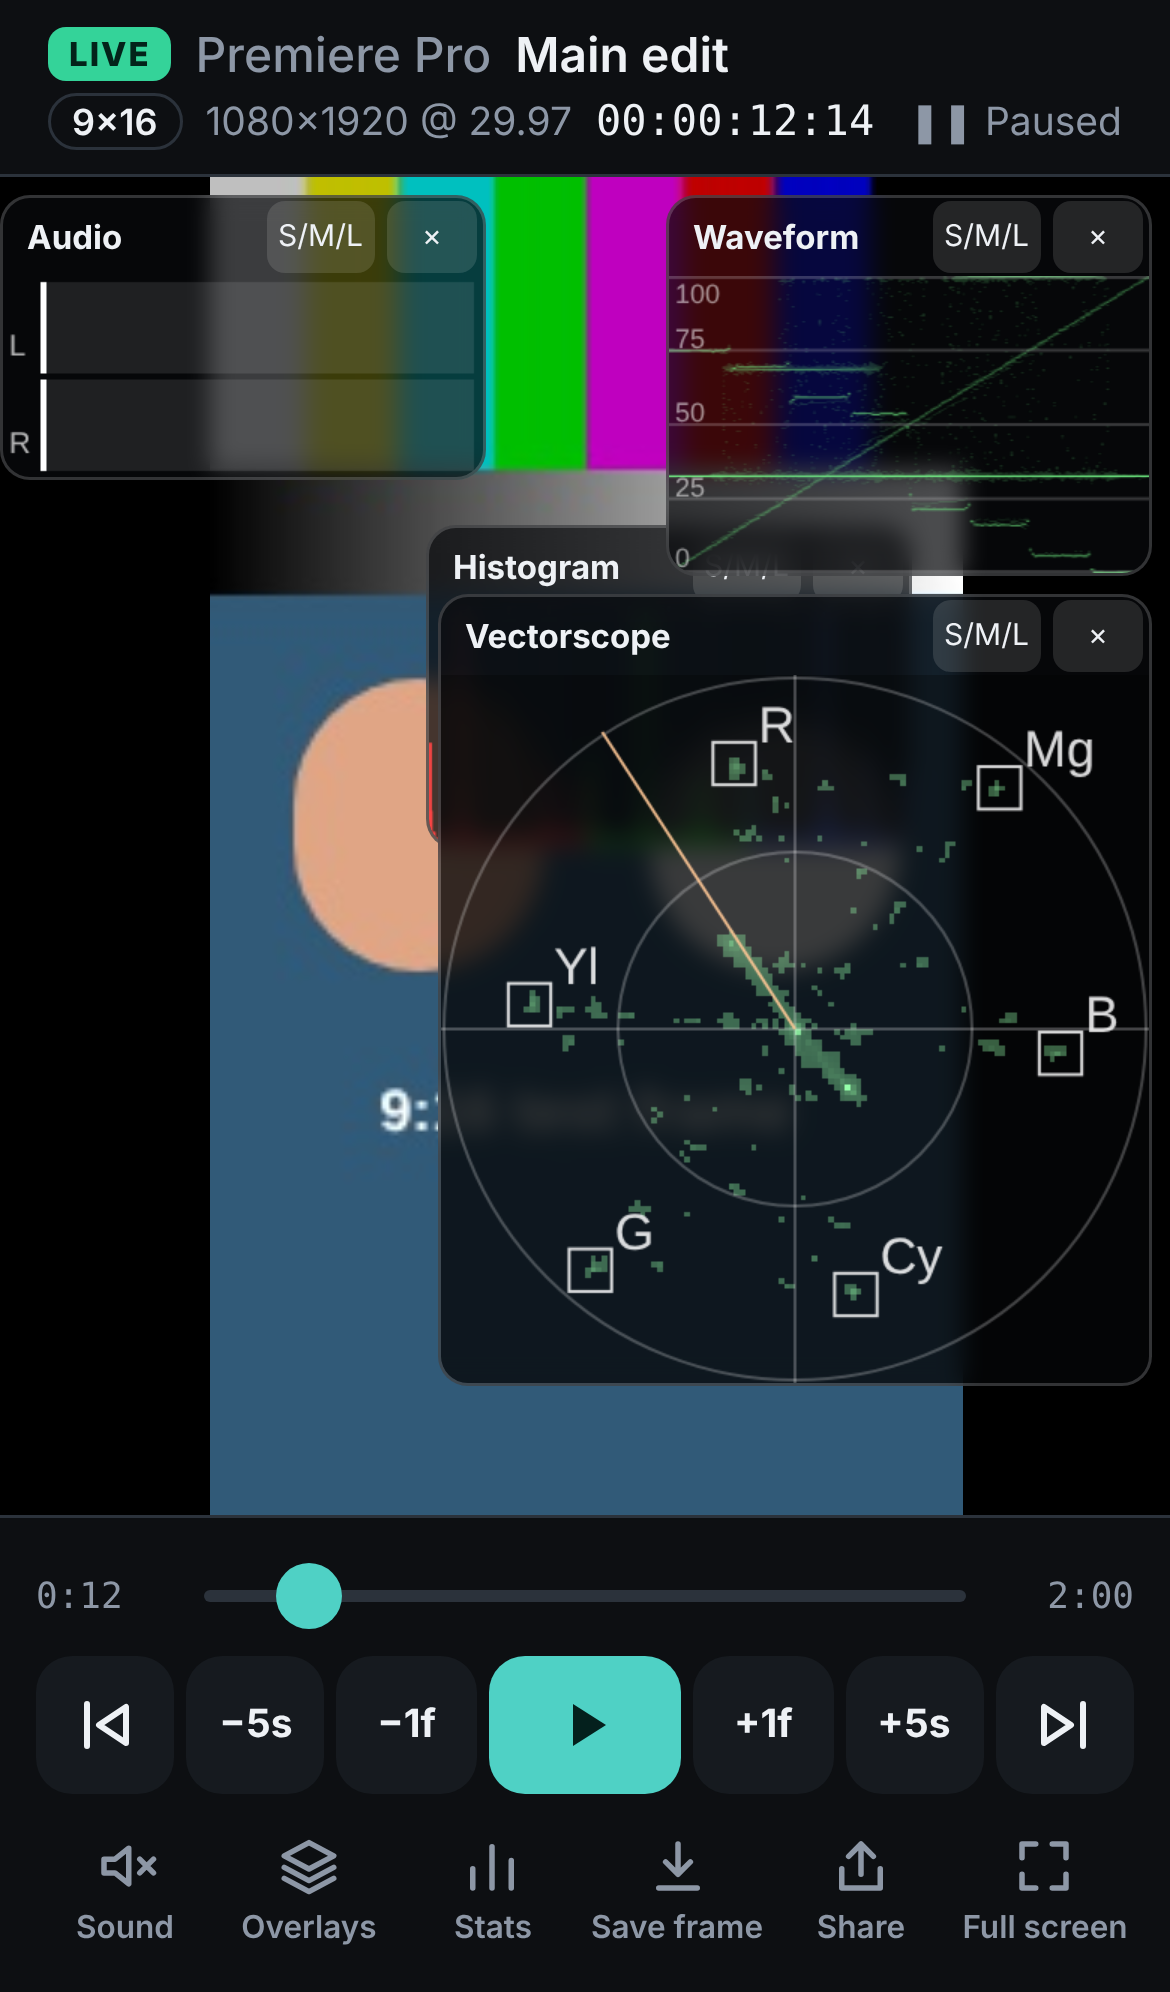 LIVE Premiere Pro Main edit
9×16 1080×1920 @ 29.97 00:00:12:14 Paused
Audio S/M/L ×
L
R
Waveform S/M/L ×
100
75
50
25
0
Histogram S/M/L ×
Vectorscope S/M/L ×
R
Mg
Yl
B
G
Cy
9:
0:12 2:00
−5s −1f +1f +5s
Sound Overlays Stats Save frame Share Full screen